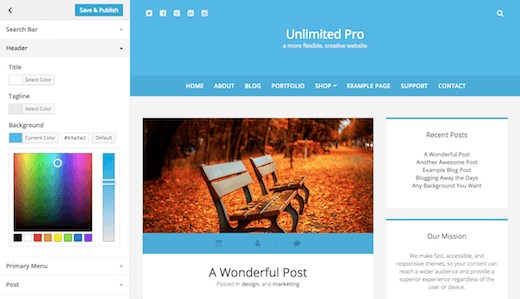 Save & Publish
Search Bar
Header
Title
Select Color
Tagline
Select Color
Background
Current Color
Default
Primary Menu
Post
Unlimited Pro
a more flexible, creative website
HOME ABOUT BLOG PORTFOLIO SHOP EXAMPLE PAGE SUPPORT CONTACT
A Wonderful Post
Posted in design, and marketing
Recent Posts
A Wonderful Post
Another Awesome Post
Example Blog Post
Blogging Away the Days
Any Background You Want
Our Mission
We make fast, accessible, and
responsive themes, so your content
can reach a wider audience and provide a
superior experience regardless of
the user or device.